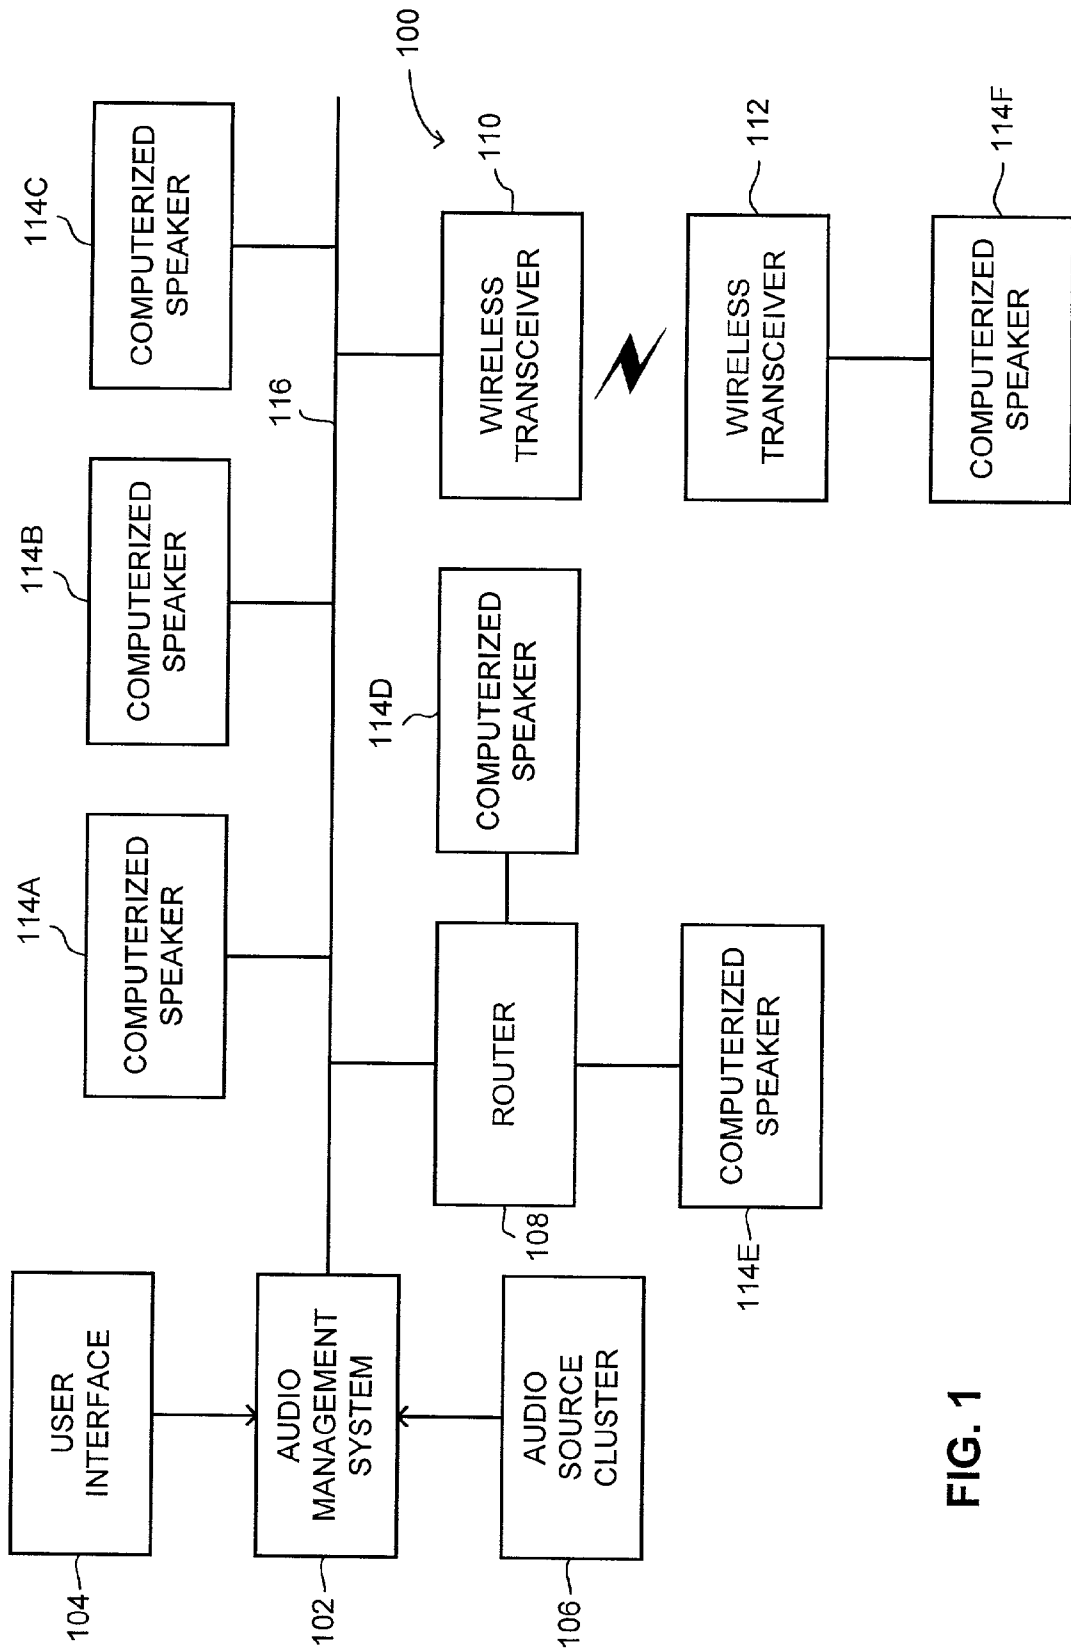 USER
INTERFACE
104
AUDIO
MANAGEMENT
SYSTEM
102
AUDIO
SOURCE
CLUSTER
106
114A
COMPUTERIZED
SPEAKER
114B
COMPUTERIZED
SPEAKER
114C
COMPUTERIZED
SPEAKER
116
100
ROUTER
108
114D
COMPUTERIZED
SPEAKER
WIRELESS
TRANSCEIVER
110
COMPUTERIZED
SPEAKER
114E
WIRELESS
TRANSCEIVER
112
COMPUTERIZED
SPEAKER
114F
FIG. 1